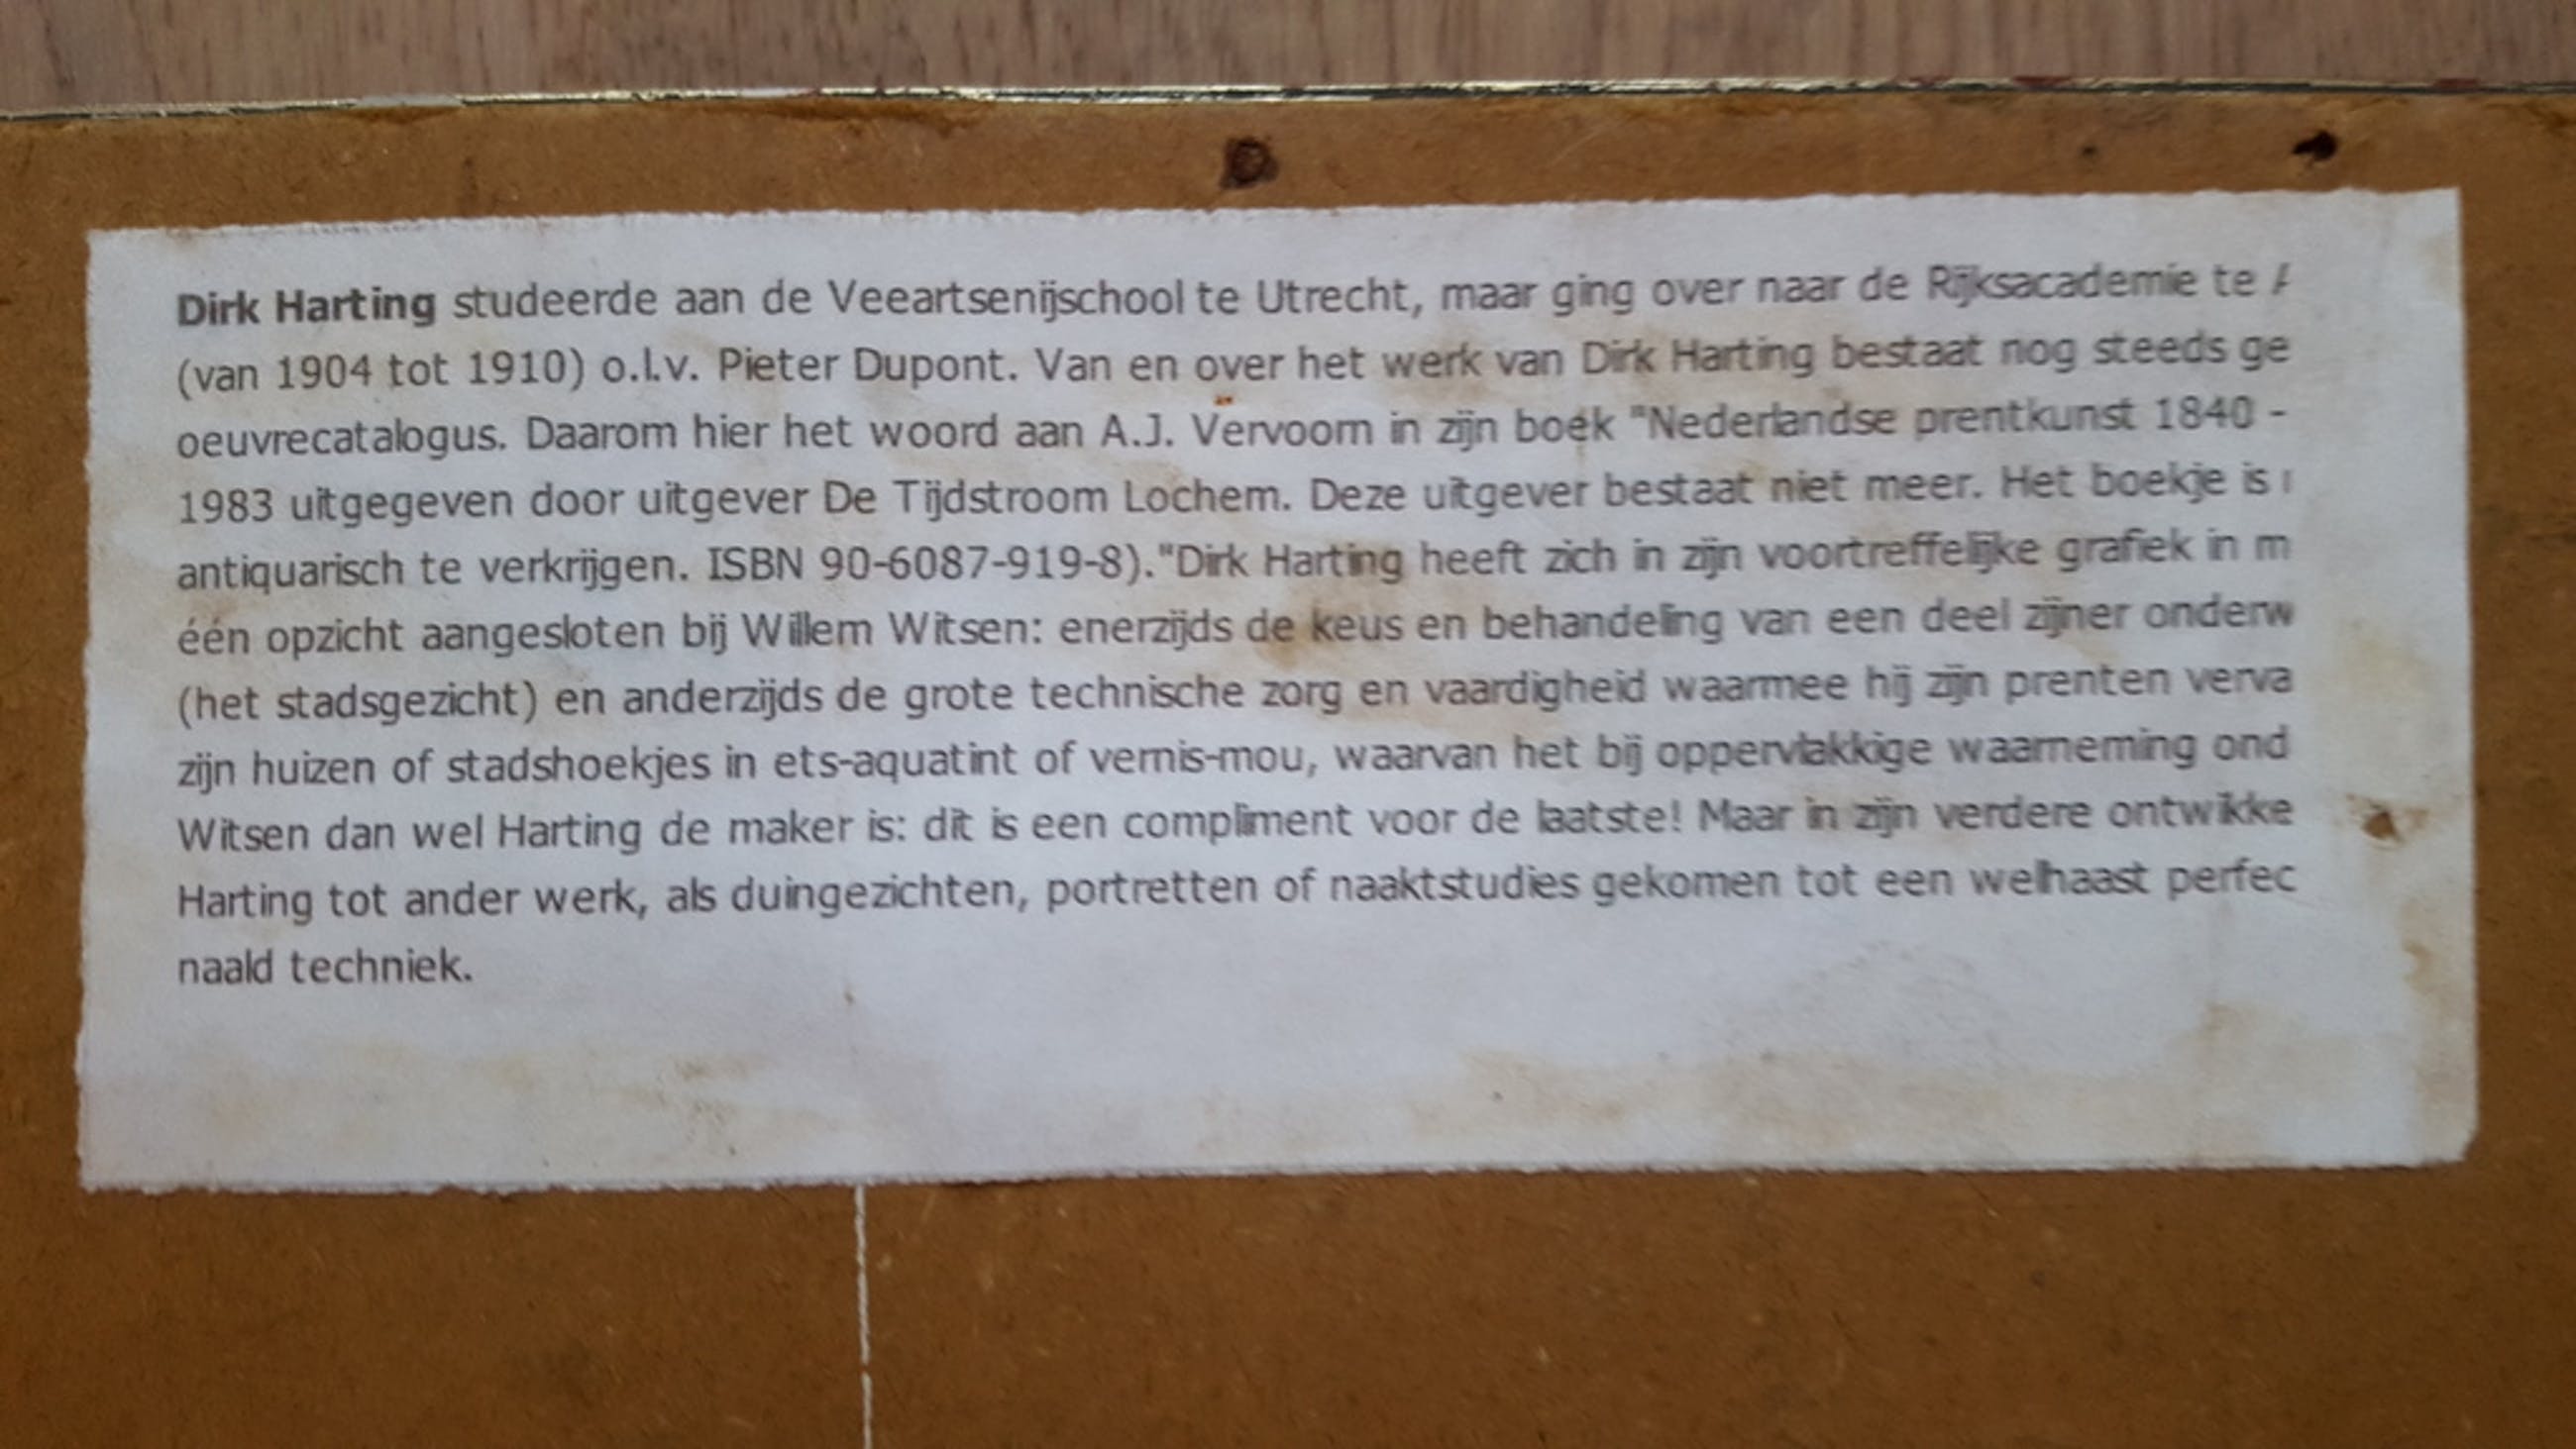 Dirk Harting studeerde aan de Veeartsenijschool te Utrecht, maar ging over naar de Rijksacademie te
(van 1904 tot 1910) o.l.v. Pieter Dupont. Van en over het werk van Dirk Harting bestaat nog steeds ge
oeuvrecatalogus. Daarom hier het woord aan A.J. Vervoorn in zijn boek "Nederlandse prentkunst 1840 -
1983 uitgegeven door uitgever De Tijdstroom Lochem. Deze uitgever bestaat niet meer. Het boekje is
antiquarisch te verkrijgen. ISBN 90-6087-919-8)."Dirk Harting heeft zich in zijn voortreffelijke grafiek in m
één opzicht aangesloten bij Willem Witsen: enerzijds de keus en behandeling van een deel zijner onderw
(het stadsgezicht) en anderzijds de grote technische zorg en vaardigheid waarmee hij zijn prenten verva
zijn huizen of stadshoekjes in ets-aquatint of vernis-mou, waarvan het bij oppervlakkige waarneming ond
Witsen dan wel Harting de maker is: dit is een compliment voor de laatste! Maar in zijn verdere ontwikke
Harting tot ander werk, als duingezichten, portretten of naaktstudies gekomen tot een welhaast perfec
naald techniek.